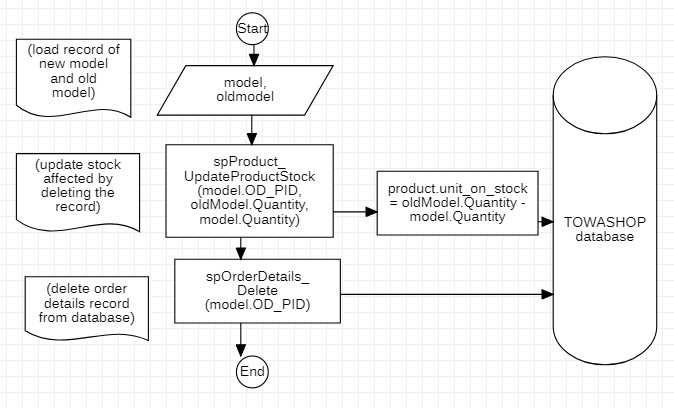 Start
(load record of
new model
and old
model)
model,
oldmodel
(update stock
affected by
deleting the
record)
spProduct_
UpdateProductStock
(model.OD_PID,
oldModel.Quantity,
model.Quantity)
product.unit_on_stock
= oldModel.Quantity -
model.Quantity
TOWASHOP
database
(delete order
details record
from database)
spOrderDetails_
Delete
(model.OD_PID)
End